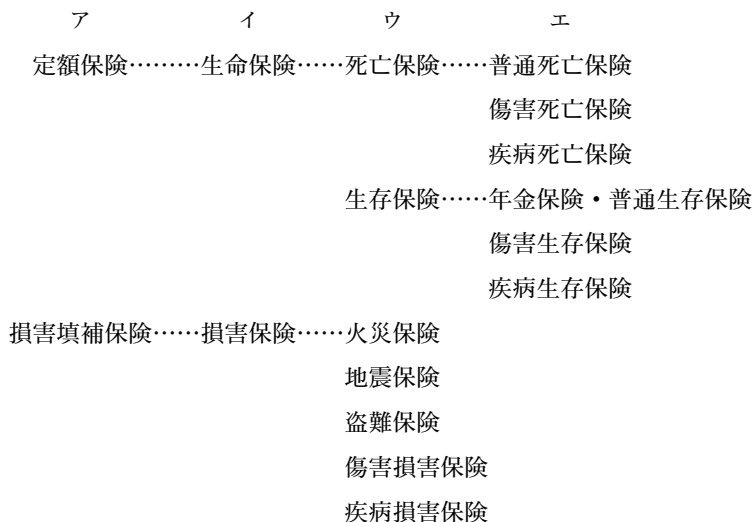 ア イ ウ エ
定額保険………生命保険……死亡保険……普通死亡保険
傷害死亡保険
疾病死亡保険
生存保険……年金保険・普通生存保険
傷害生存保険
疾病生存保険
損害填補保険……損害保険……火災保険
地震保険
盗難保険
傷害損害保険
疾病損害保険